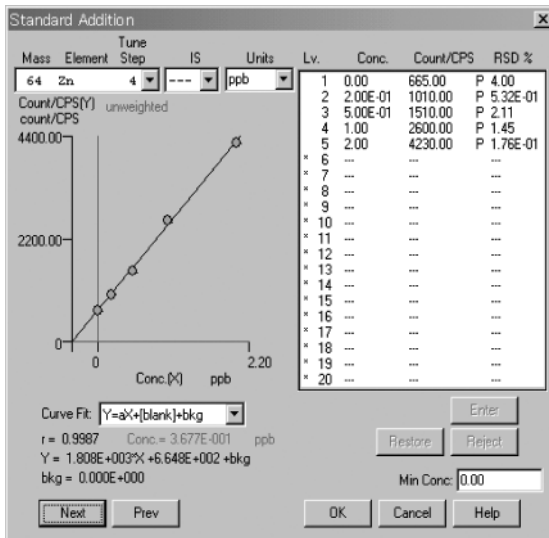 Standard Addition
Mass Element Tune Step IS Units
64 Zn 4 --- ppb
Count/CPS(Y) unweighted
count/CPS
4400.00
2200.00
0
0 2.20
Conc.(X) ppb
Curve Fit: Y=aX+[blank]+bkg
r = 0.9987 Conc.= 3.677E-001 ppb
Y = 1.808E+003*X +6.648E+002 +bkg
bkg = 0.000E+000
Next Prev
Lv. Conc. Count/CPS RSD %
1 0.00 665.00 P 4.00
2 2.00E-01 1010.00 P 5.32E-01
3 5.00E-01 1510.00 P 2.11
4 1.00 2600.00 P 1.45
5 2.00 4230.00 P 1.76E-01
* 6 --- --- ---
* 7 --- --- ---
* 8 --- --- ---
* 9 --- --- ---
* 10 --- --- ---
* 11 --- --- ---
* 12 --- --- ---
* 13 --- --- ---
* 14 --- --- ---
* 15 --- --- ---
* 16 --- --- ---
* 17 --- --- ---
* 18 --- --- ---
* 19 --- --- ---
* 20 --- --- ---
Enter
Restore Reject
Min Conc: 0.00
OK Cancel Help